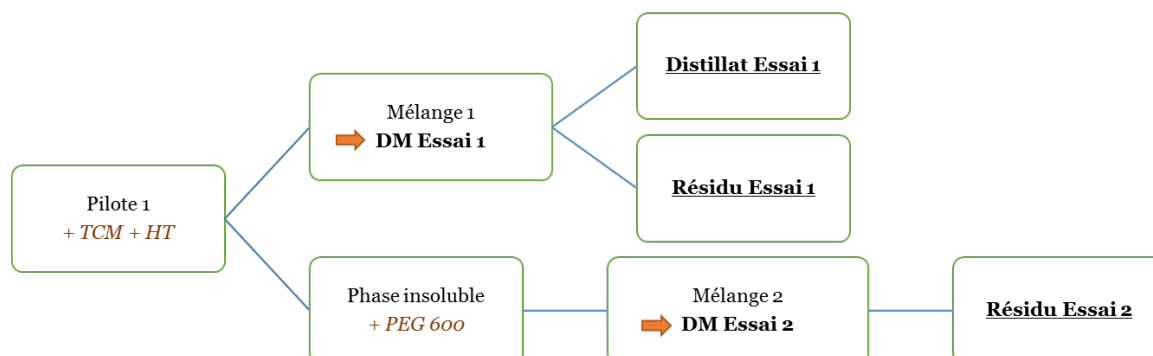 Distillat Essai 1
Mélange 1
DM Essai 1
Résidu Essai 1
Pilote 1
+ TCM + HT
Phase insoluble
+ PEG 600
Mélange 2
DM Essai 2
Résidu Essai 2